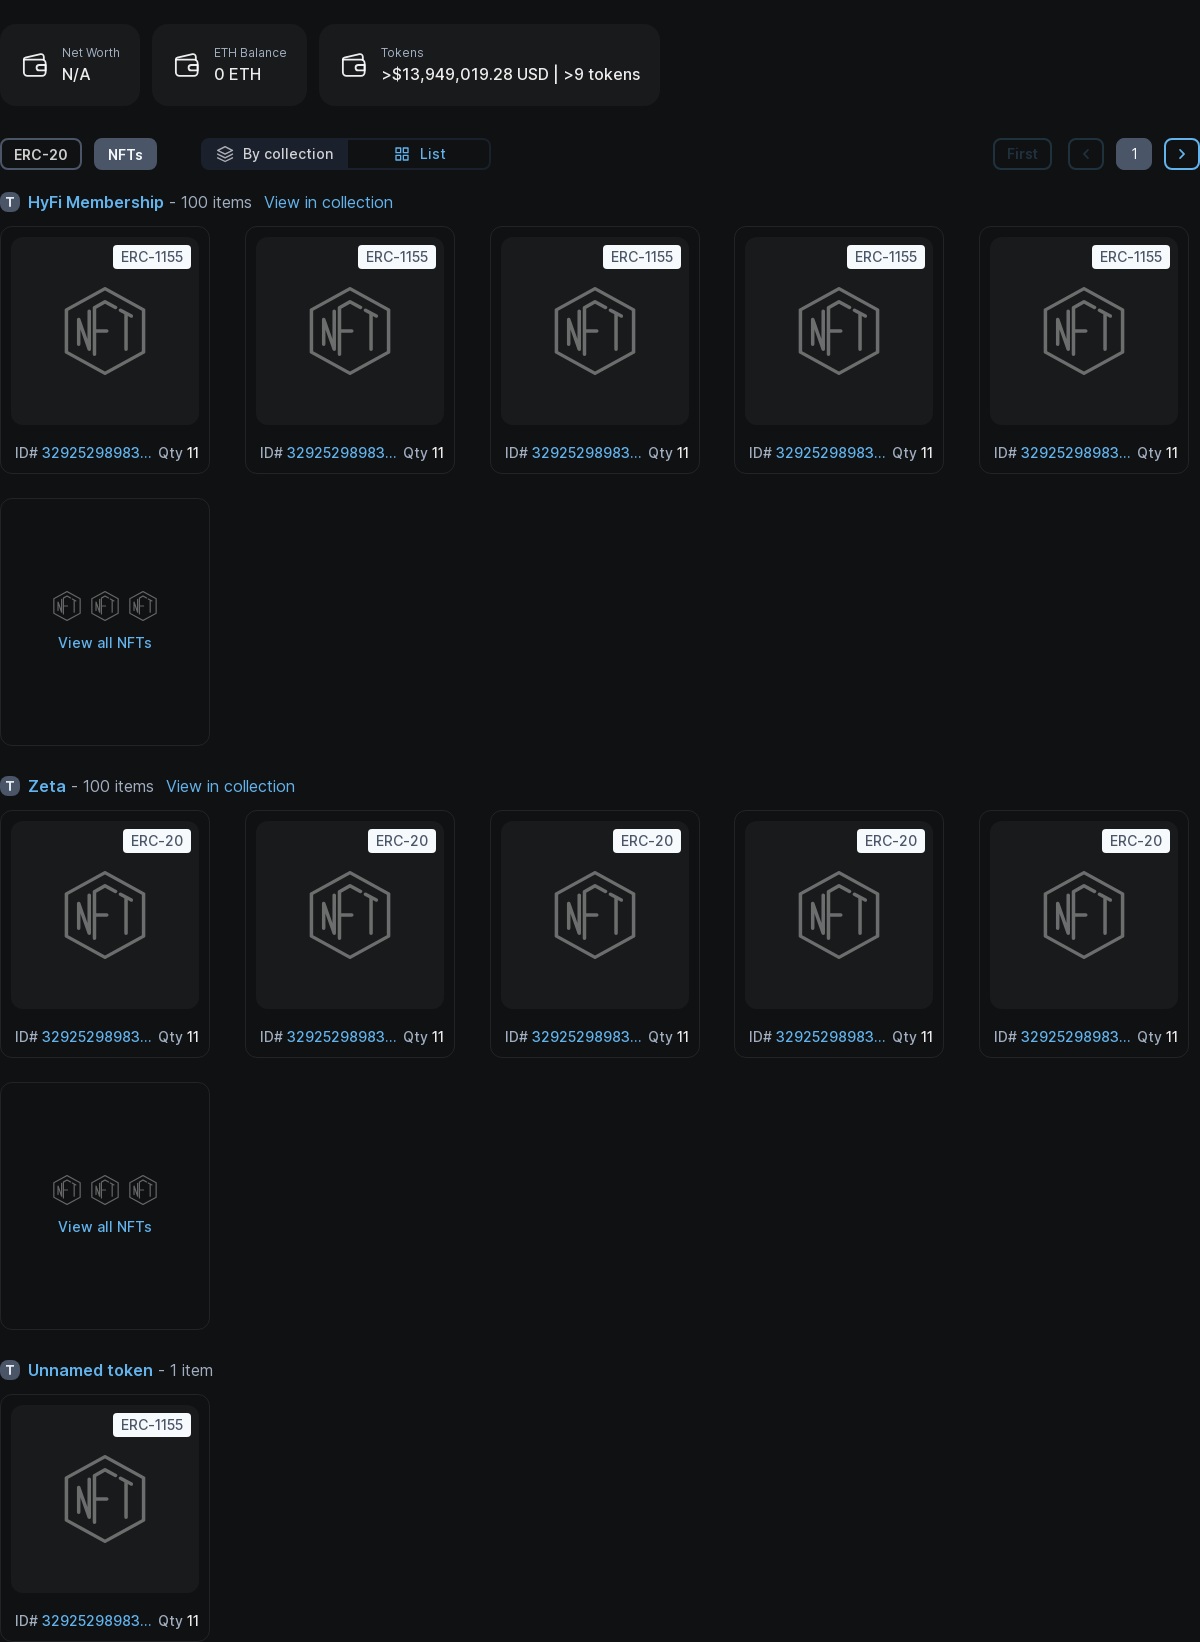 Net Worth
N/A
ETH Balance
0 ETH
Tokens
>$13,949,019.28 USD | >9 tokens
ERC-20 NFTs By collection List First 1
T HyFi Membership - 100 items View in collection
ERC-1155 ERC-1155 ERC-1155 ERC-1155 ERC-1155
NFT NFT NFT NFT NFT
ID# 32925298983... Qty 11 ID# 32925298983... Qty 11 ID# 32925298983... Qty 11 ID# 32925298983... Qty 11 ID# 32925298983... Qty 11
NFT NFT NFT
View all NFTs
T Zeta - 100 items View in collection
ERC-20 ERC-20 ERC-20 ERC-20 ERC-20
NFT NFT NFT NFT NFT
ID# 32925298983... Qty 11 ID# 32925298983... Qty 11 ID# 32925298983... Qty 11 ID# 32925298983... Qty 11 ID# 32925298983... Qty 11
NFT NFT NFT
View all NFTs
T Unnamed token - 1 item
ERC-1155
NFT
ID# 32925298983... Qty 11